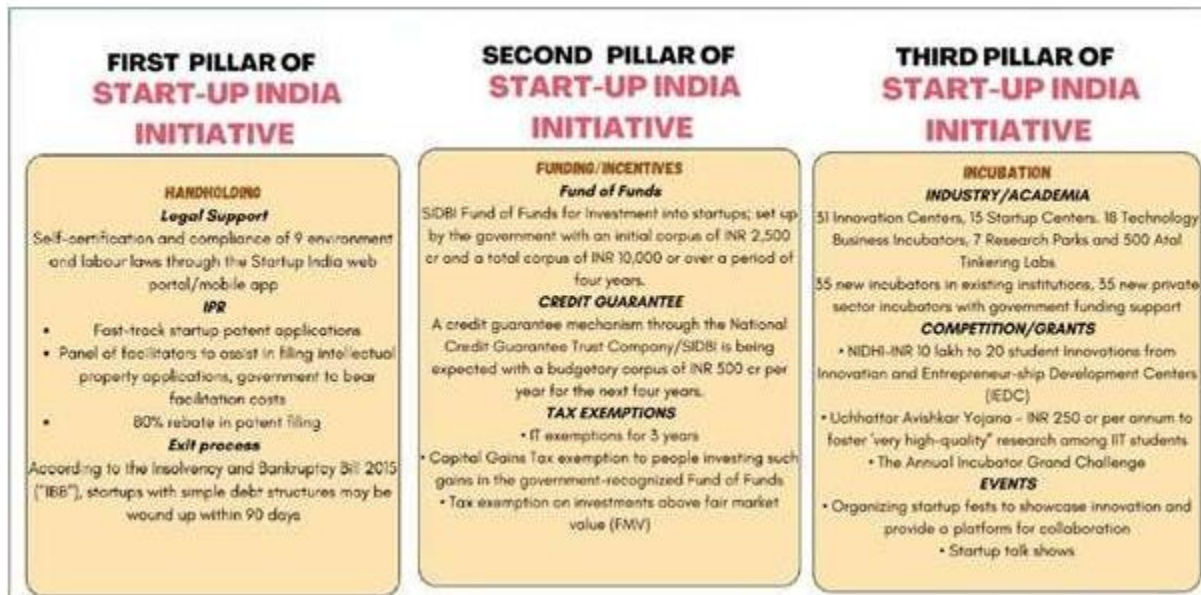 FIRST PILLAR OF
START-UP INDIA
INITIATIVE
HANDHOLDING
Legal Support
Self-certification and compliance of 9 environment
and labour laws through the Startup India web
portal/mobile app
IPR
• Fast-track startup patent applications
• Panel of facilitators to assist in filing intellectual
property applications, government to bear
facilitation costs
• 80% rebate in patent filing
Exit process
According to the Insolvency and Bankruptcy Bill 2015
("IBB"), startups with simple debt structures may be
wound up within 90 days
SECOND PILLAR OF
START-UP INDIA
INITIATIVE
FUNDING/INCENTIVES
Fund of Funds
SIDBI Fund of Funds for Investment into startups; set up
by the government with an initial corpus of INR 2,500
cr and a total corpus of INR 10,000 or over a period of
four years.
CREDIT GUARANTEE
A credit guarantee mechanism through the National
Credit Guarantee Trust Company/SIDBI is being
expected with a budgetary corpus of INR 500 cr per
year for the next four years.
TAX EXEMPTIONS
• IT exemptions for 3 years
• Capital Gains Tax exemption to people investing such
gains in the government-recognized Fund of Funds
• Tax exemption on investments above fair market
value (FMV)
THIRD PILLAR OF
START-UP INDIA
INITIATIVE
INCUBATION
INDUSTRY/ACADEMIA
31 Innovation Centers, 15 Startup Centers. 18 Technology
Business Incubators, 7 Research Parks and 500 Atal
Tinkering Labs
35 new incubators in existing institutions, 35 new private
sector incubators with government funding support
COMPETITION/GRANTS
• NIDHI-INR 10 lakh to 20 student Innovations from
Innovation and Entrepreneur-ship Development Centers
(IEDC)
• Uchhattar Avishkar Yojana - INR 250 or per annum to
foster "very high-quality" research among IIT students
• The Annual Incubator Grand Challenge
EVENTS
• Organizing startup fests to showcase innovation and
provide a platform for collaboration
• Startup talk shows